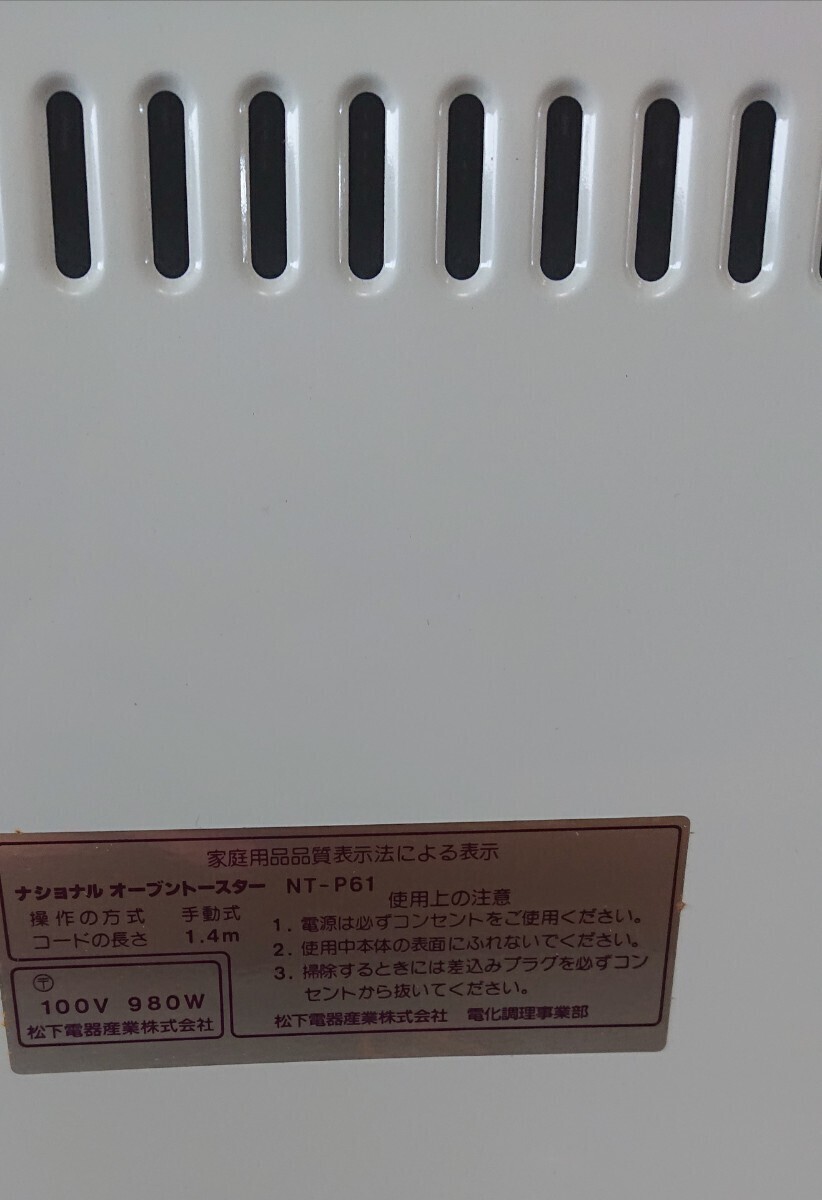 家庭用品品質表示法による表示
ナショナル オーブントースター NT-P61
操作の方式 手動式
コードの長さ 1.4m
使用上の注意
1. 電源は必ずコンセントをご使用ください。
2. 使用中本体の表面にふれないでください。
3. 掃除するときには差込みプラグを必ずコン
セントから抜いてください。
松下電器産業株式会社 電化調理事業部
〒
100V 980W
松下電器産業株式会社